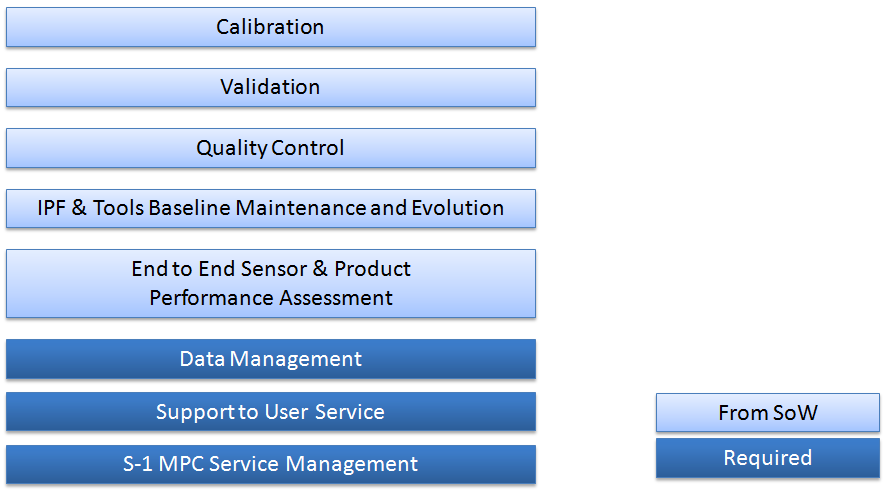 Calibration
Validation
Quality Control
IPF & Tools Baseline Maintenance and Evolution
End to End Sensor & Product
Performance Assessment
Data Management
Support to User Service
S-1 MPC Service Management
From SoW
Required